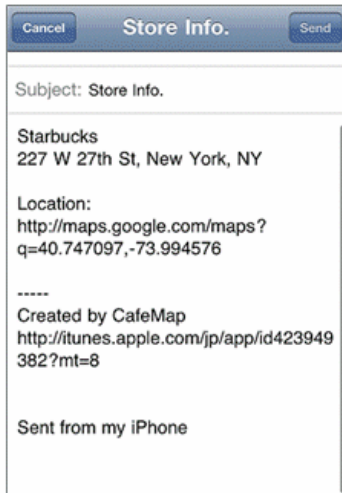 Cancel Store Info. Send
Subject: Store Info.
Starbucks
227 W 27th St, New York, NY
Location:
http://maps.google.com/maps?
q=40.747097,-73.994576
-----
Created by CafeMap
http://itunes.apple.com/jp/app/id423949
382?mt=8
Sent from my iPhone